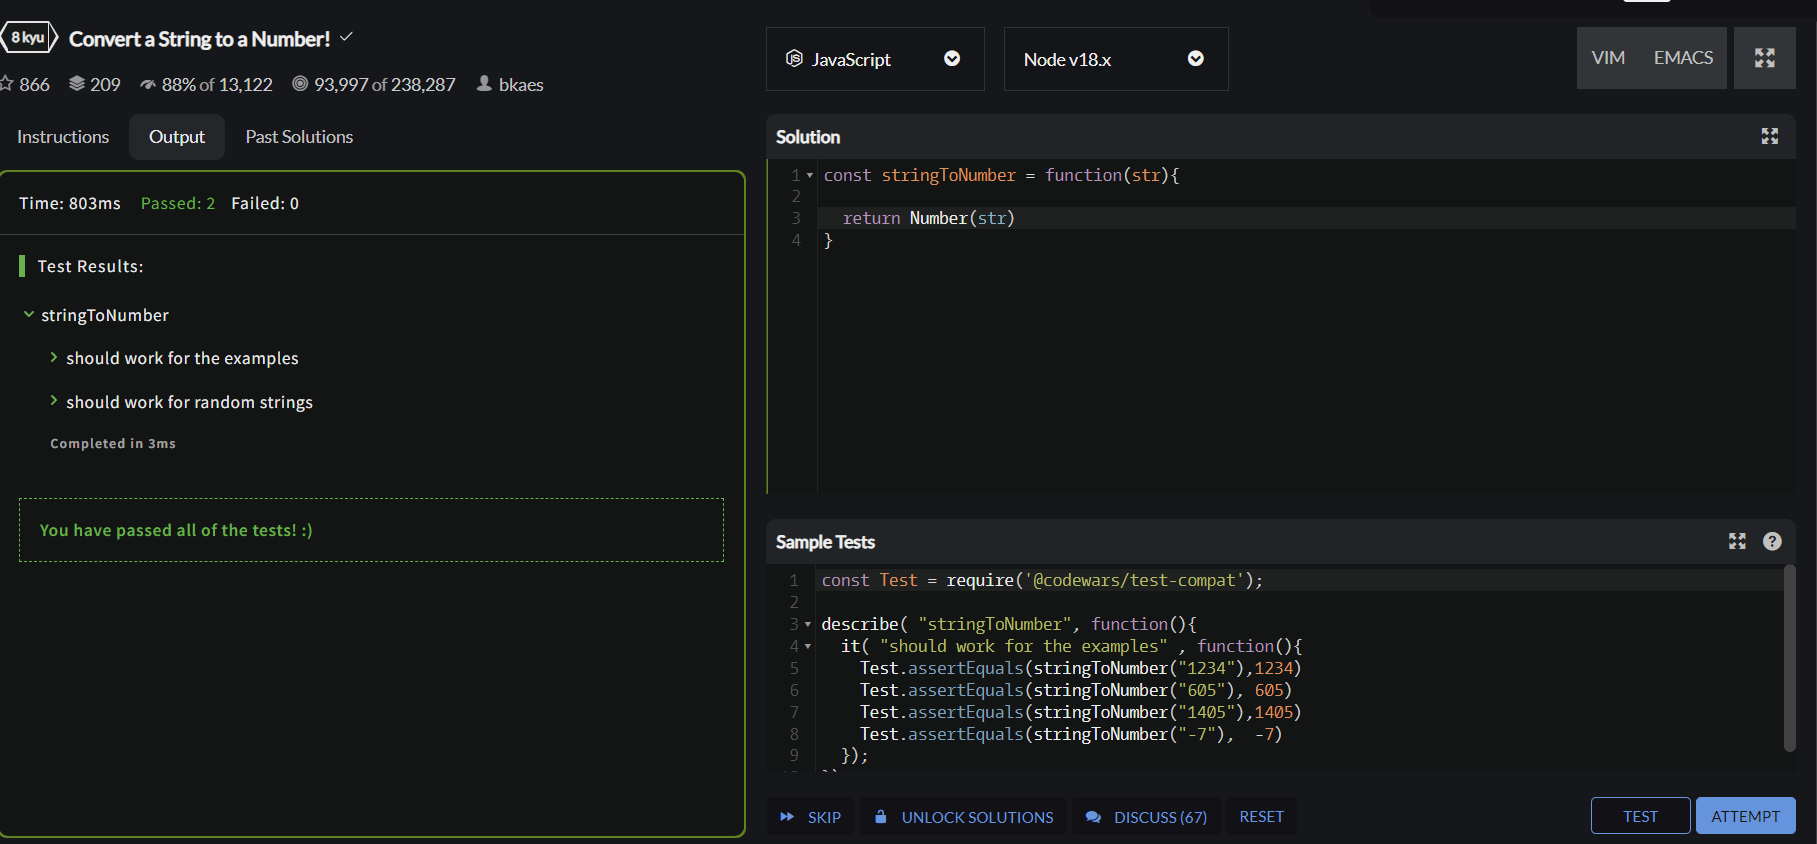 8 kyu Convert a String to a Number!
866 209 88% of 13,122 93,997 of 238,287 bkaes
Instructions Output Past Solutions
Time: 803ms Passed: 2 Failed: 0
Test Results:
stringToNumber
should work for the examples
should work for random strings
Completed in 3ms
You have passed all of the tests! :)
JavaScript Node v18.x VIM EMACS
Solution
1 const stringToNumber = function(str){
2
3 return Number(str)
4 }
Sample Tests
1 const Test = require('@codewars/test-compat');
2
3 describe( "stringToNumber", function(){
4 it( "should work for the examples" , function(){
5 Test.assertEquals(stringToNumber("1234"),1234)
6 Test.assertEquals(stringToNumber("605"), 605)
7 Test.assertEquals(stringToNumber("1405"),1405)
8 Test.assertEquals(stringToNumber("-7"),  -7)
9 });
SKIP UNLOCK SOLUTIONS DISCUSS (67) RESET TEST ATTEMPT